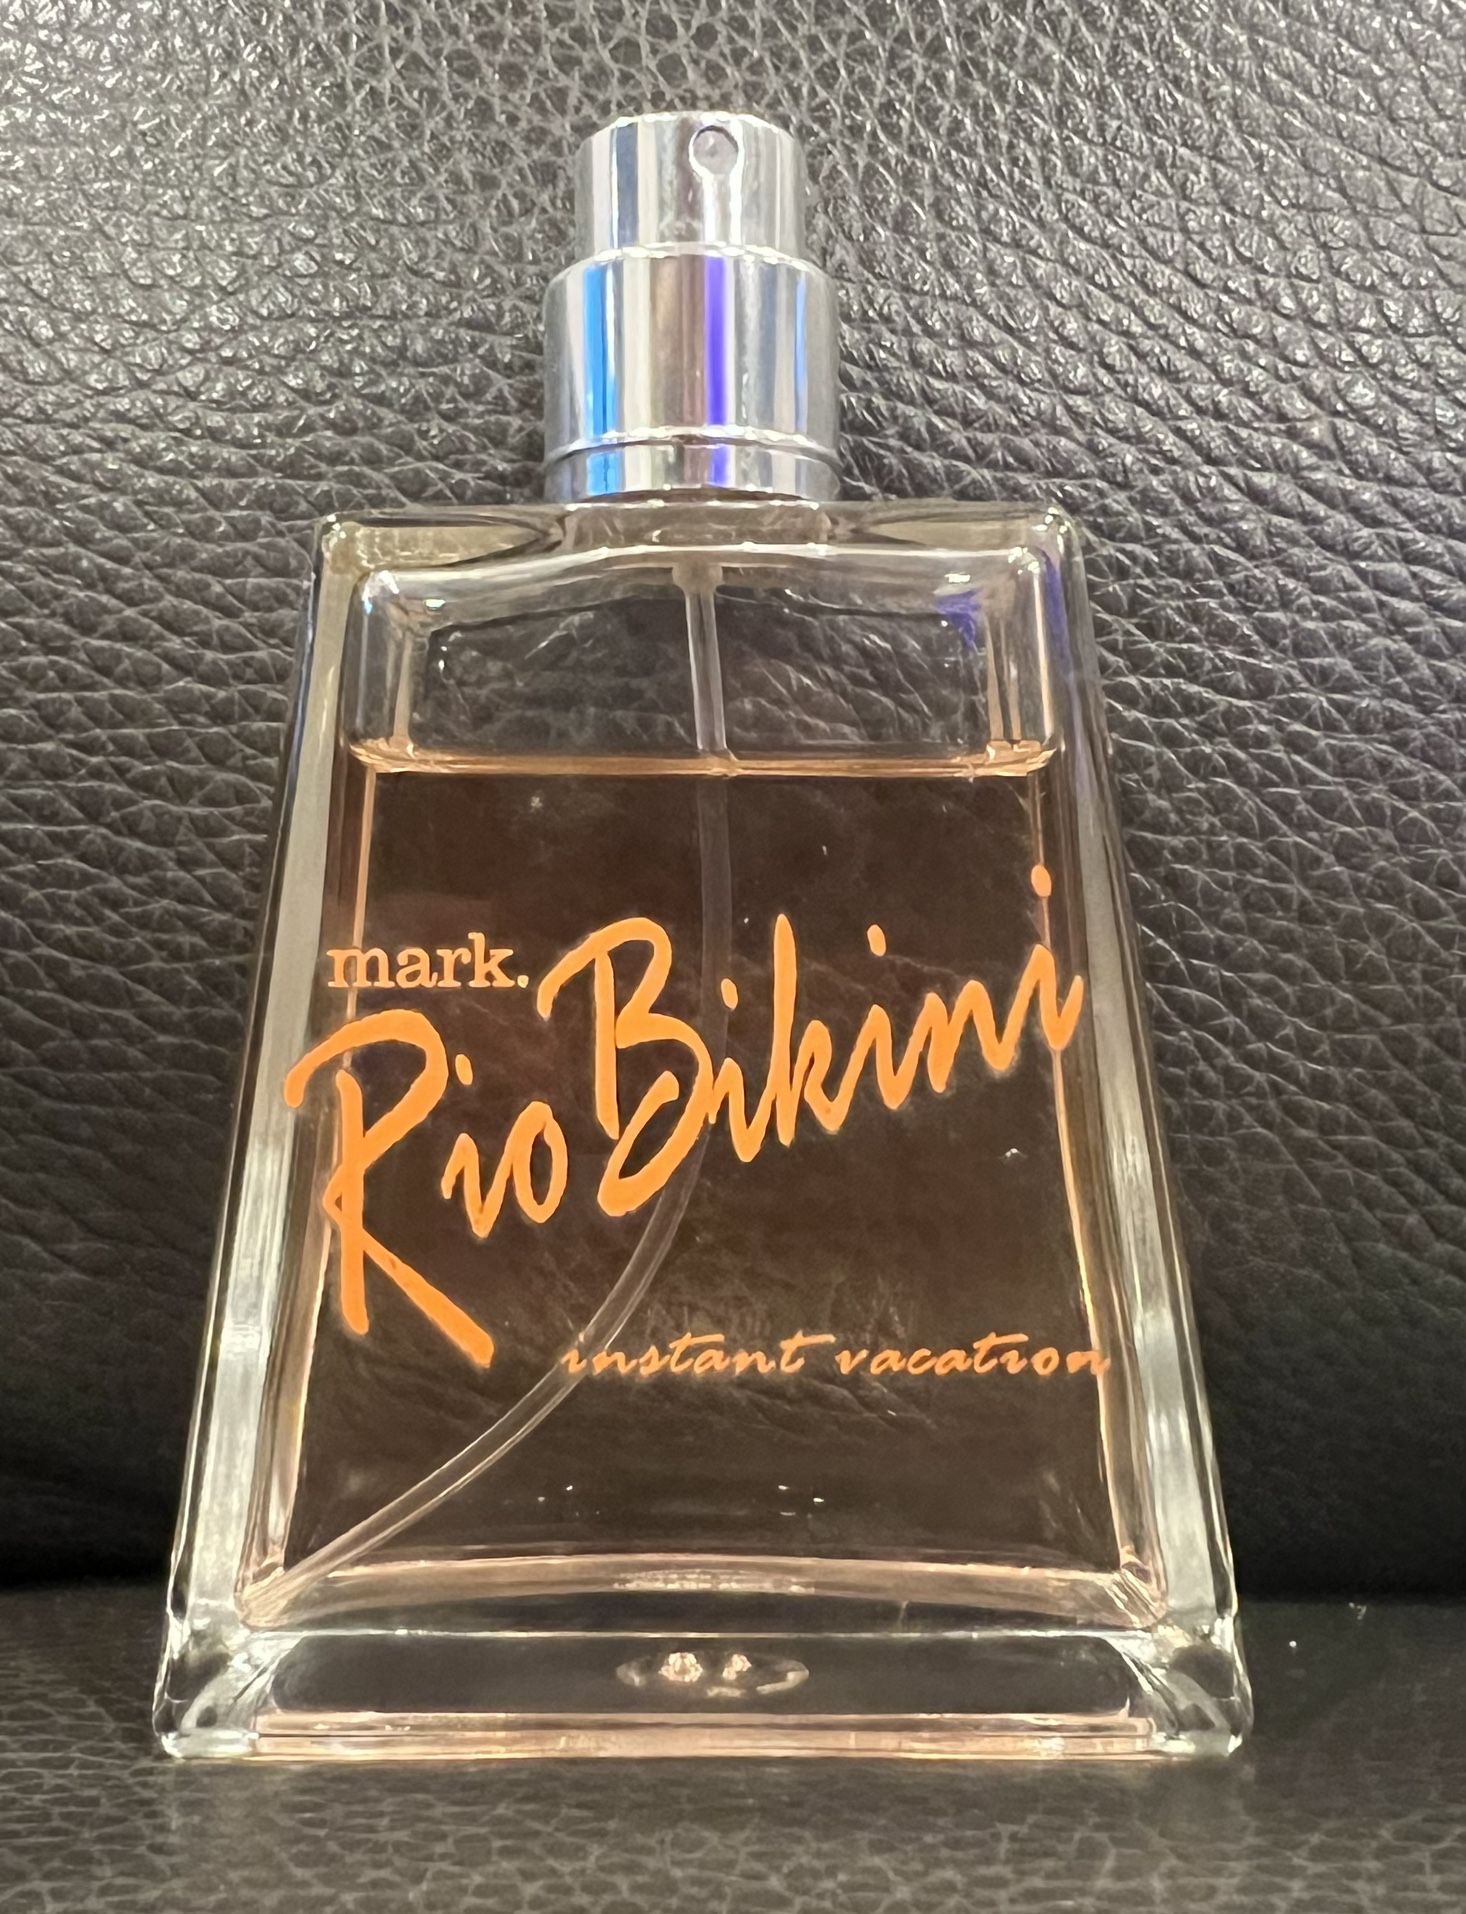 mark.
Rio Bikini
instant vacation